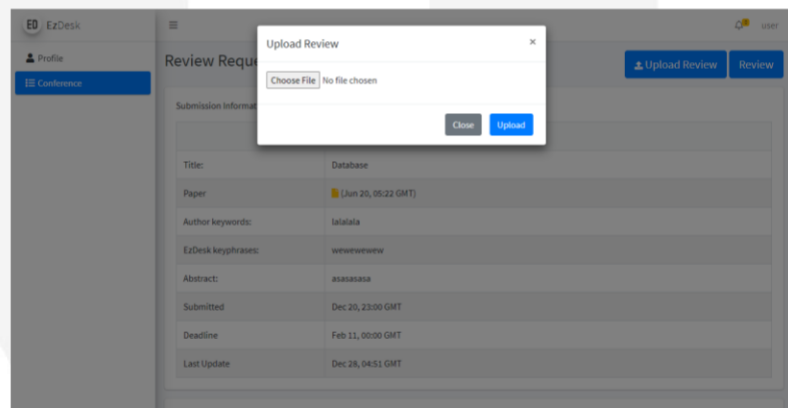 ED EzDesk
user
Profile
Conference
Review Reque
Upload Review
Review
Upload Review ×
Choose File No file chosen
Close Upload
Submission Informat
Title: Database
Paper (Jun 20, 05:22 GMT)
Author keywords: lalalala
EzDesk keyphrases: wewewewew
Abstract: asasasasa
Submitted Dec 20, 23:00 GMT
Deadline Feb 11, 00:00 GMT
Last Update Dec 28, 04:51 GMT